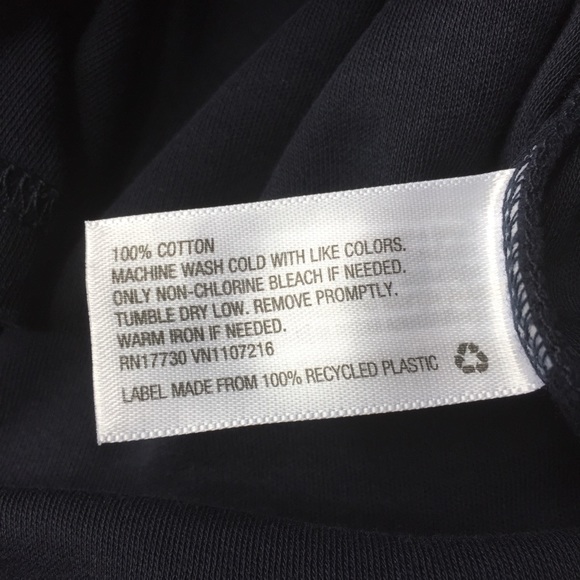 100% COTTON
MACHINE WASH COLD WITH LIKE COLORS.
ONLY NON-CHLORINE BLEACH IF NEEDED.
TUMBLE DRY LOW. REMOVE PROMPTLY.
WARM IRON IF NEEDED.
RN17730 VN1107216
LABEL MADE FROM 100% RECYCLED PLASTIC